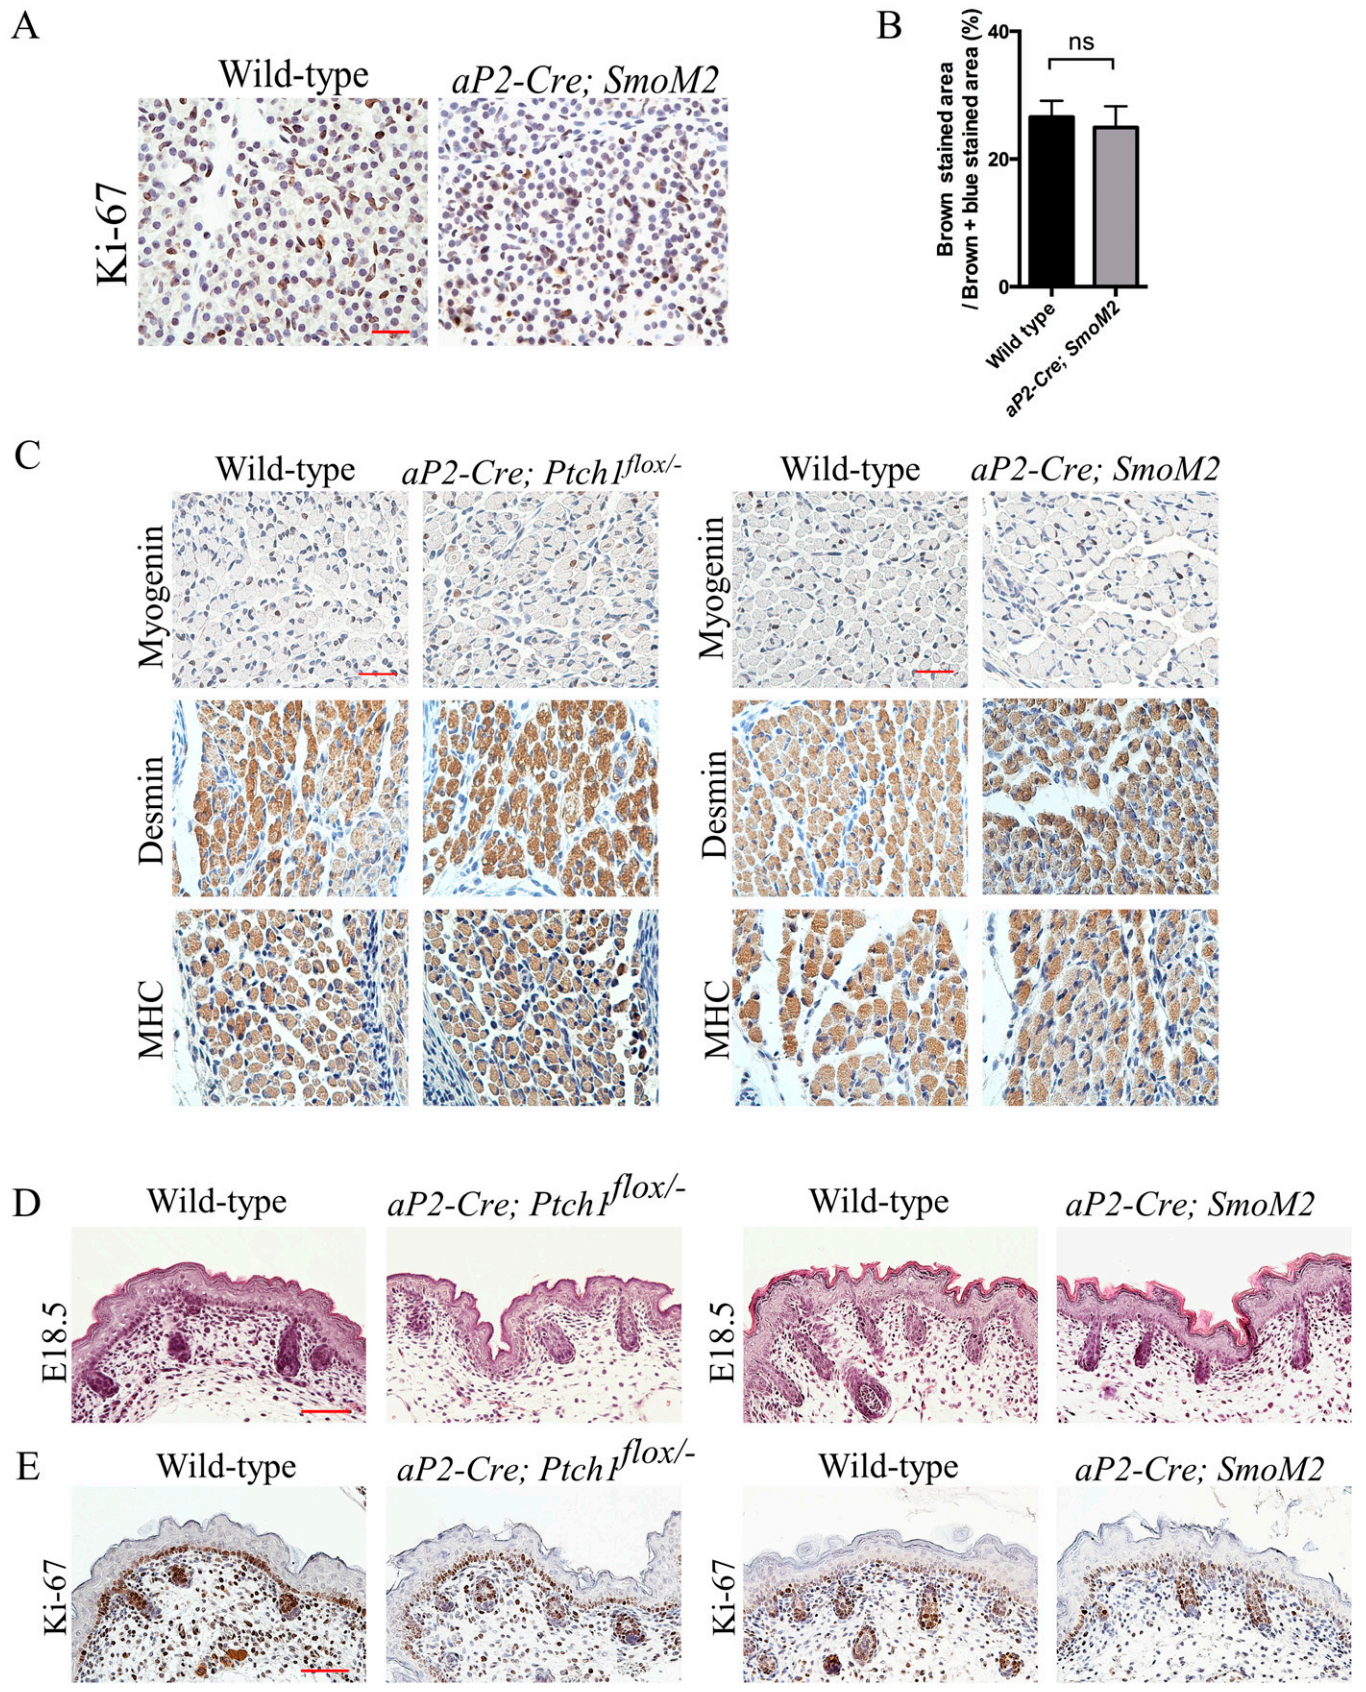 A
Wild-type
aP2-Cre; SmoM2
Ki-67
B
Brown stained area
/ Brown + blue stained area (%)
40
20
0
ns
Wild type
aP2-Cre; SmoM2
C
Wild-type
aP2-Cre; Ptch1flox/-
Wild-type
aP2-Cre; SmoM2
Myogenin
Myogenin
Desmin
Desmin
MHC
MHC
D
Wild-type
aP2-Cre; Ptch1flox/-
Wild-type
aP2-Cre; SmoM2
E18.5
E18.5
E
Wild-type
aP2-Cre; Ptch1flox/-
Wild-type
aP2-Cre; SmoM2
Ki-67
Ki-67